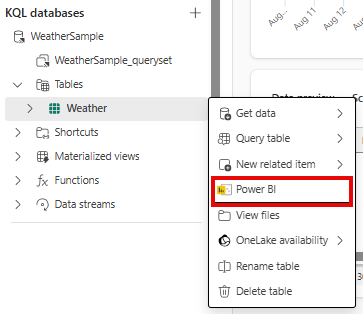 KQL databases
WeatherSample
WeatherSample_queryset
Tables
Weather
Shortcuts
Materialized views
Functions
Data streams
Aug-
Aug 11
Aug 12
Aug
Data preview
Get data
Query table
New related item
Power BI
View files
OneLake availability
Rename table
Delete table